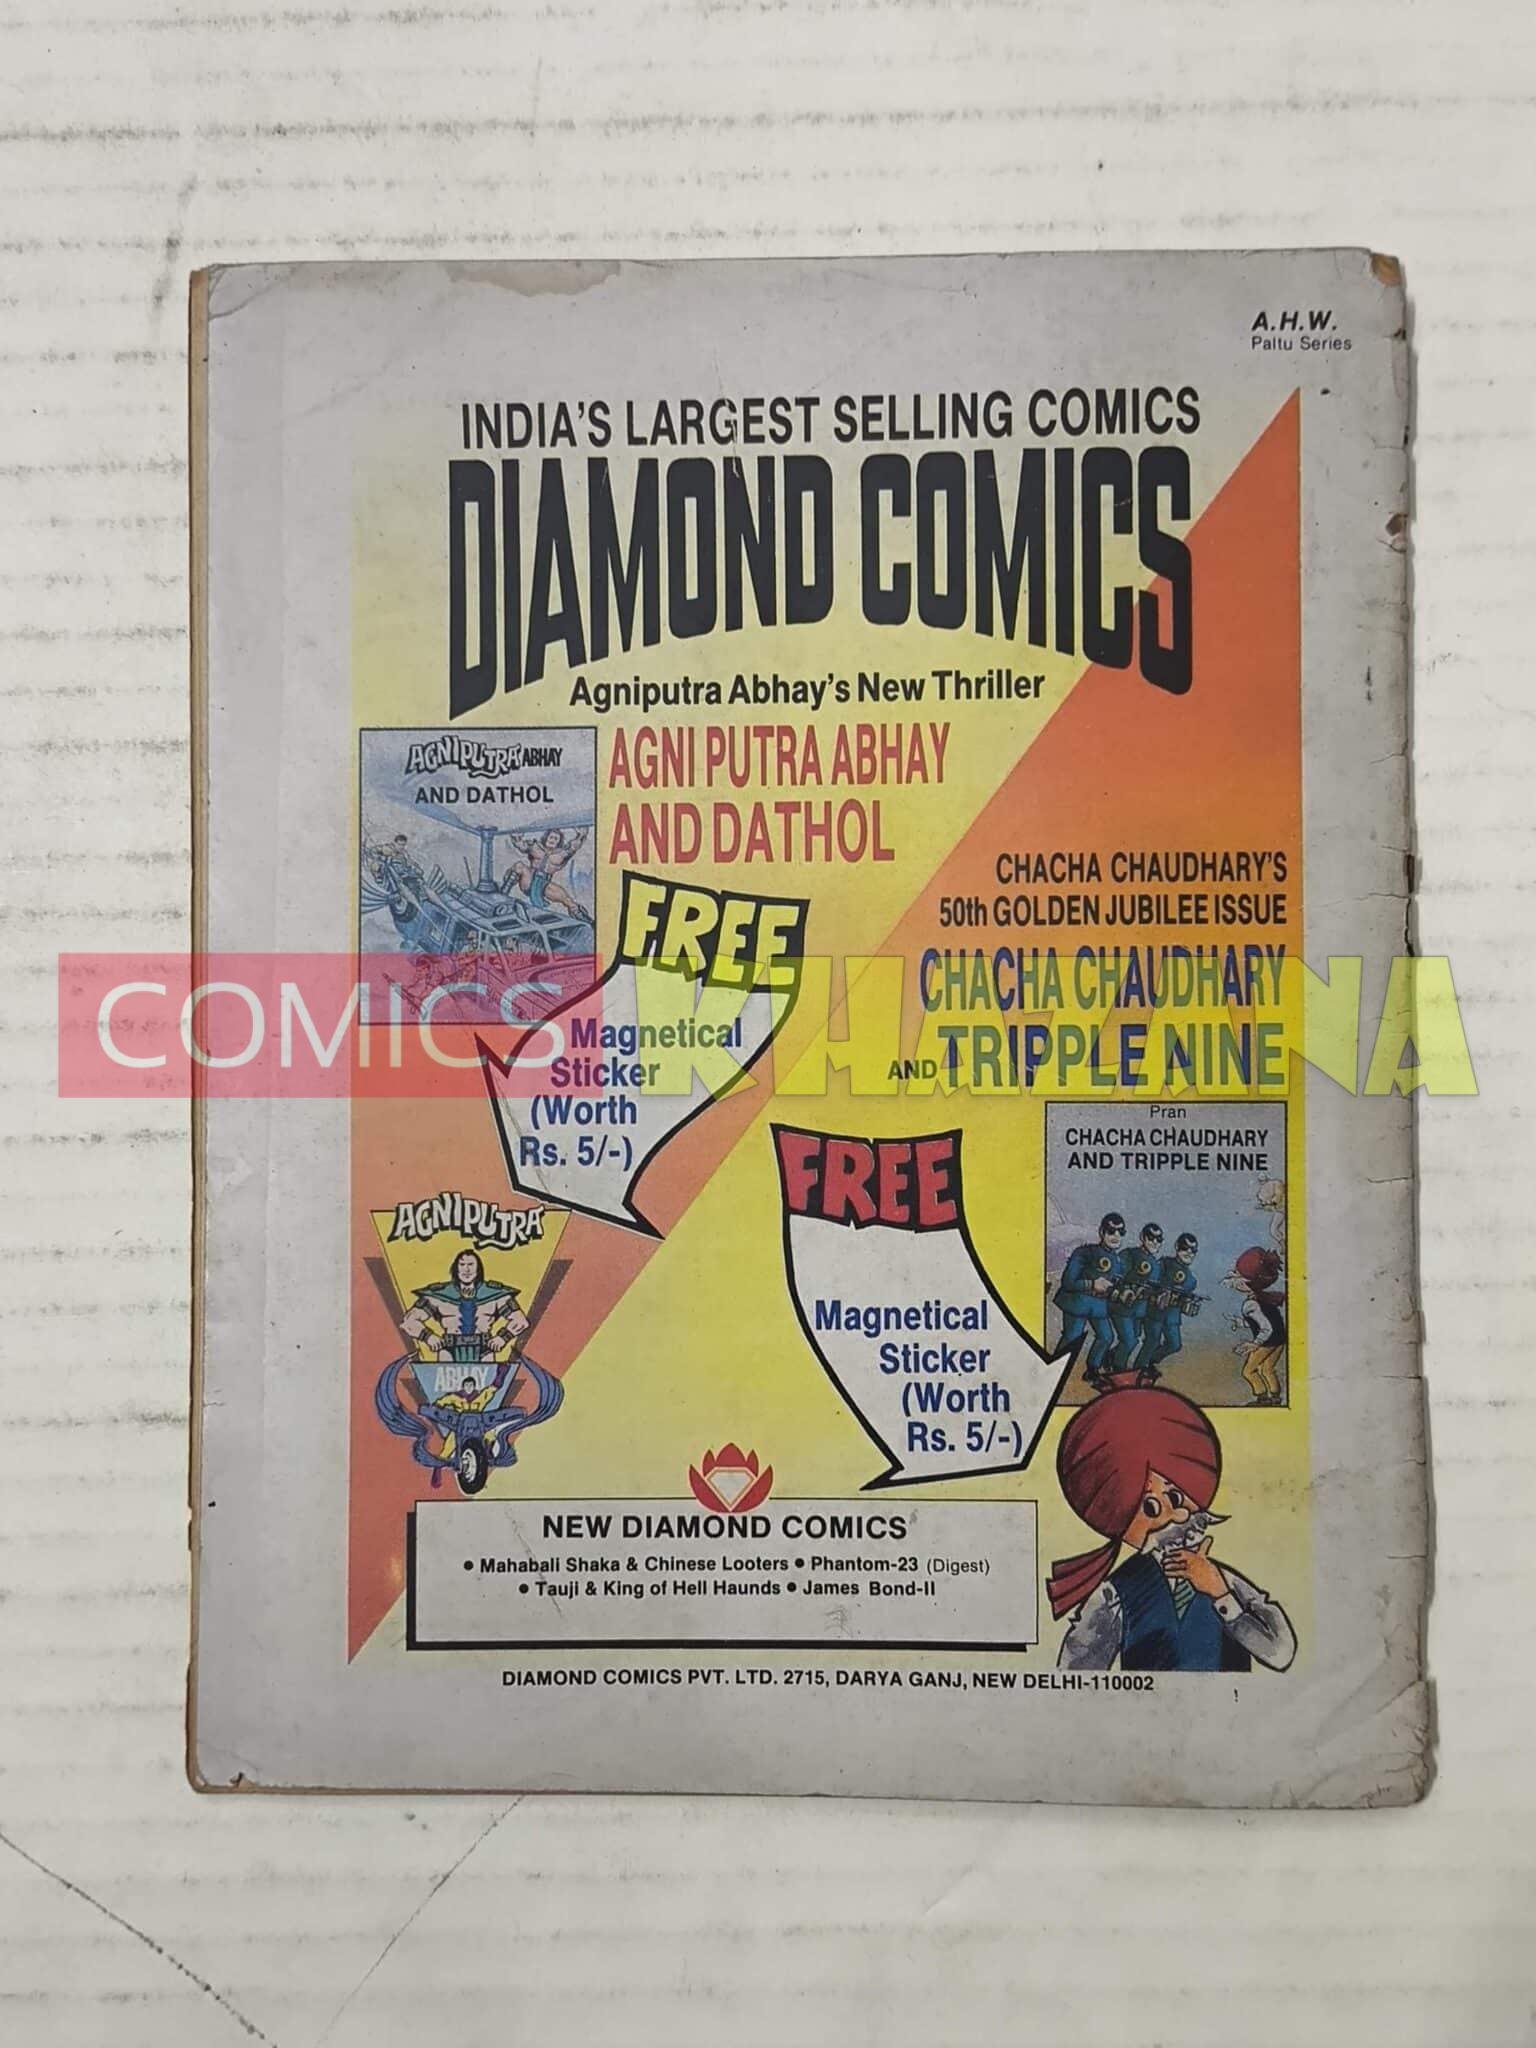 A.H.W.
Paltu Series
INDIA'S LARGEST SELLING COMICS
DIAMOND COMICS
Agniputra Abhay's New Thriller
AGNIPUTRA ABHAY
AND DATHOL
AGNI PUTRA ABHAY
AND DATHOL
FREE
Magnetical
Sticker
(Worth
Rs. 5/-)
CHACHA CHAUDHARY'S
50th GOLDEN JUBILEE ISSUE
CHACHA CHAUDHARY
AND TRIPPLE NINE
COMICS KHAZANA
Pran
CHACHA CHAUDHARY
AND TRIPPLE NINE
9 9 9
FREE
Magnetical
Sticker
(Worth
Rs. 5/-)
AGNIPUTRA
ABHAY
NEW DIAMOND COMICS
• Mahabali Shaka & Chinese Looters • Phantom-23 (Digest)
• Tauji & King of Hell Haunds • James Bond-II
DIAMOND COMICS PVT. LTD. 2715, DARYA GANJ, NEW DELHI-110002